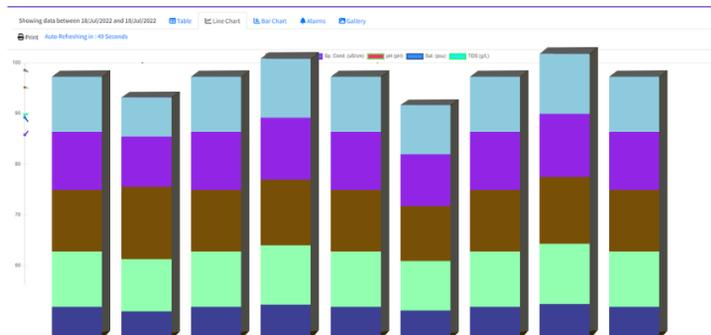 Showing data between 18/Jul/2022 and 18/Jul/2022 Table Line Chart Bar Chart Alarms Gallery
Print Auto Refreshing in : 49 Seconds
Sp. Cond. (uS/cm) pH (pH) Sal. (psu) TDS (g/L)
100
90
80
70
60